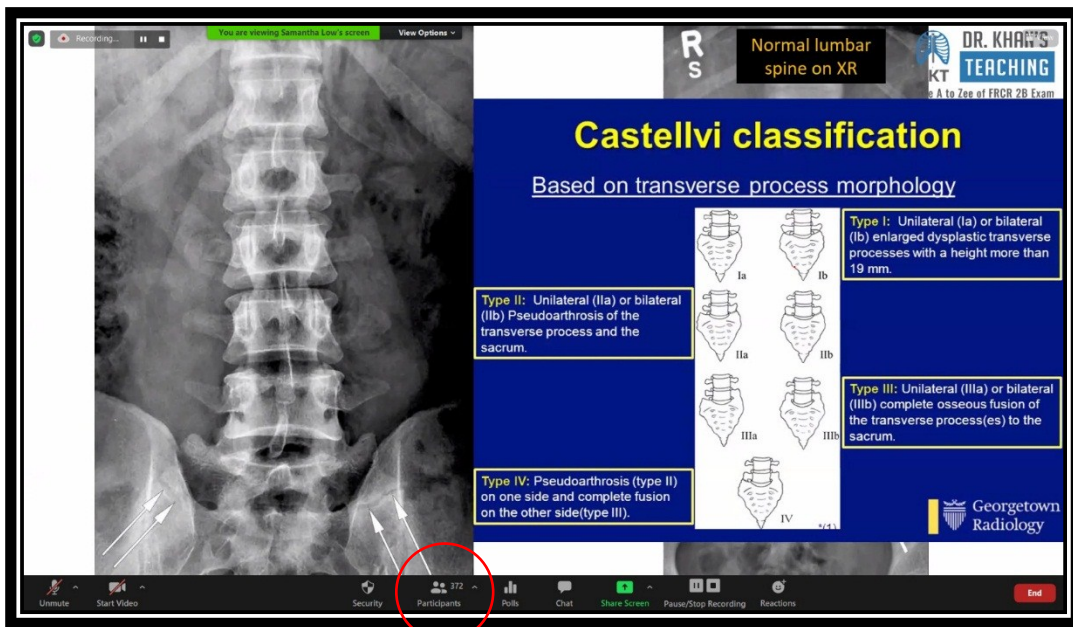 Recording...
You are viewing Samantha Low's screen
View Options
R
S
Normal lumbar
spine on XR
DR. KHAN'S
KT TEACHING
e A to Zee of FRCR 2B Exam
Castellvi classification
Based on transverse process morphology
Type I: Unilateral (Ia) or bilateral
(Ib) enlarged dysplastic transverse
processes with a height more than
19 mm.
Ia
Ib
Type II: Unilateral (IIa) or bilateral
(IIb) Pseudoarthrosis of the
transverse process and the
sacrum.
IIa
IIb
Type III: Unilateral (IIIa) or bilateral
(IIIb) complete osseous fusion of
the transverse process(es) to the
sacrum.
IIIa
IIIb
Type IV: Pseudoarthrosis (type II)
on one side and complete fusion
on the other side(type III).
IV
*(1)
Georgetown
Radiology
Unmute
Start Video
Security
372
Participants
Polls
Chat
Share Screen
Pause/Stop Recording
Reactions
End